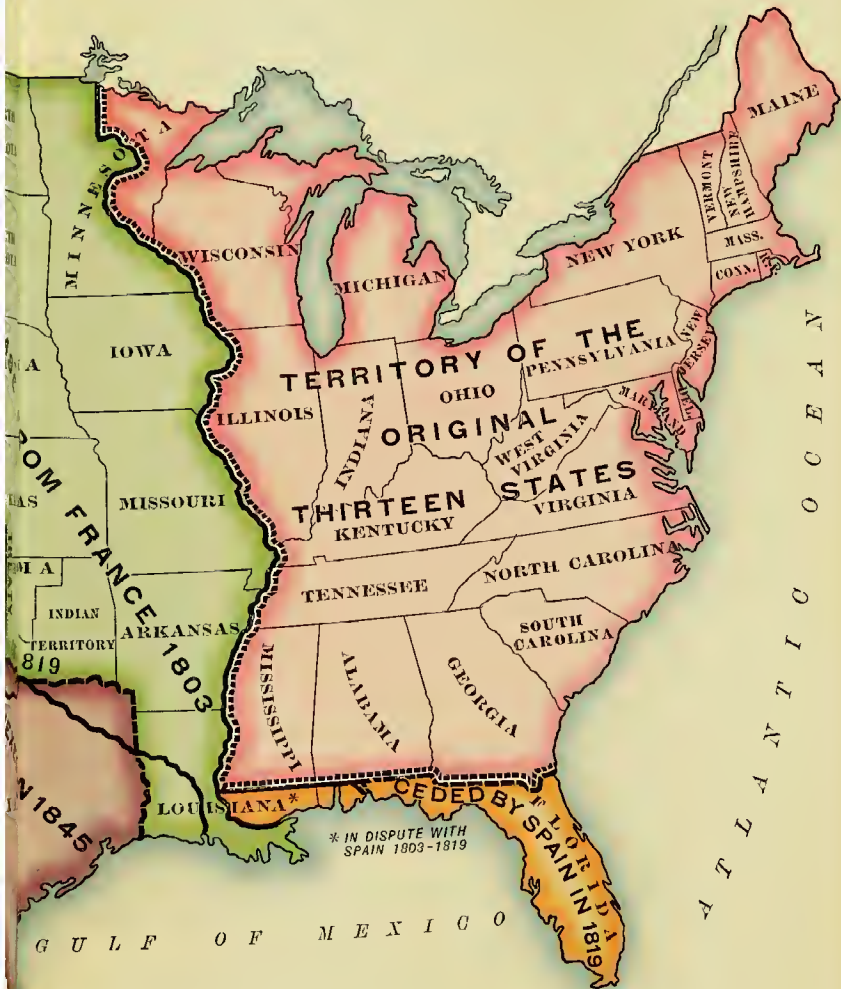 MAINE
VERMONT
NEW
HAMPSHIRE
MASS.
CONN.
R.I.
NEW YORK
MINNESOTA
WISCONSIN
MICHIGAN
IOWA
TERRITORY OF THE
ORIGINAL
THIRTEEN STATES
PENNSYLVANIA
NEW
JERSEY
OHIO
INDIANA
ILLINOIS
MARYLAND
DEL.
WEST
VIRGINIA
VIRGINIA
KENTUCKY
MISSOURI
OM FRANCE 1803
AS
MA
A
INDIAN
TERRITORY
ARKANSAS
TENNESSEE
NORTH CAROLINA
SOUTH
CAROLINA
MISSISSIPPI
ALABAMA
GEORGIA
819
N 1845
LOUISIANA*
CEDED BY SPAIN IN 1819
FLORIDA
* IN DISPUTE WITH
SPAIN 1803-1819
GULF OF MEXICO
ATLANTIC OCEAN